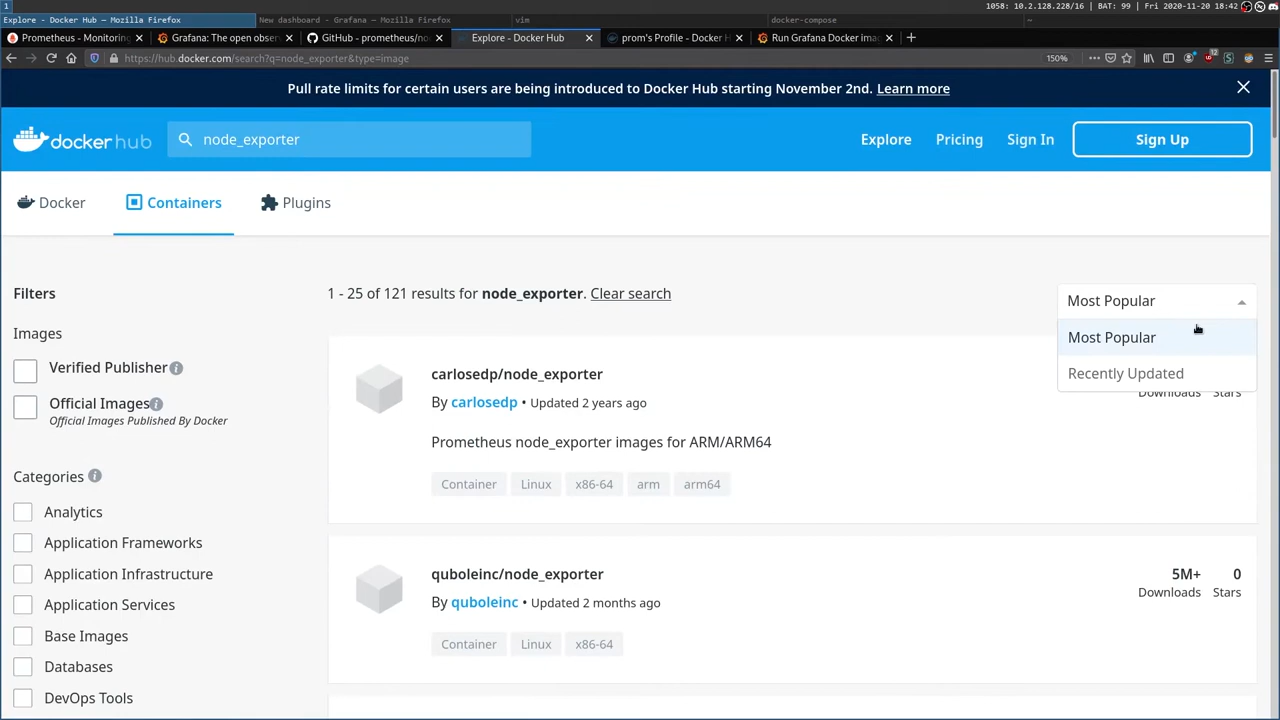 1
1058: 10.2.128.228/16 | BAT: 99 | Fri 2020-11-20 18:42
Explore - Docker Hub — Mozilla Firefox
New dashboard - Grafana — Mozilla Firefox
vim
docker-compose
~
Prometheus - Monitoring
Grafana: The open obser
GitHub - prometheus/no
Explore - Docker Hub
prom's Profile - Docker H
Run Grafana Docker ima
https://hub.docker.com/search?q=node_exporter&type=image
150%
12
Pull rate limits for certain users are being introduced to Docker Hub starting November 2nd. Learn more
docker hub
node_exporter
Explore
Pricing
Sign In
Sign Up
Docker
Containers
Plugins
Filters
1 - 25 of 121 results for node_exporter. Clear search
Most Popular
Most Popular
Recently Updated
Images
Verified Publisher
Official Images
Official Images Published By Docker
Categories
Analytics
Application Frameworks
Application Infrastructure
Application Services
Base Images
Databases
DevOps Tools
carlosedp/node_exporter
Downloads Stars
By carlosedp • Updated 2 years ago
Prometheus node_exporter images for ARM/ARM64
Container Linux x86-64 arm arm64
quboleinc/node_exporter
5M+ 0
Downloads Stars
By quboleinc • Updated 2 months ago
Container Linux x86-64